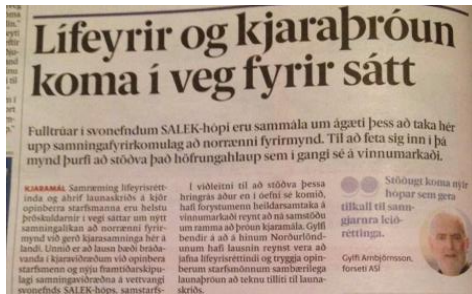 Lífeyrir og kjaraþróun
koma í veg fyrir sátt
Fulltrúar í svonefndum SALEK-hópi eru sammála um ágæti þess að taka hér
upp samningafyrirkomulag að norrænni fyrirmynd. Til að feta sig inn í þá
mynd þurfi að stöðva það höfrungahlaup sem í gangi sé á vinnumarkaði.
KJARAMÁL Samræming lífeyrisrétt-
inda og áhrif launaskriðs á kjör
opinberra starfsmanna eru helstu
þröskuldarnir í vegi sáttar um nýtt
samningalíkan að norrænni fyrir-
mynd við gerð kjarasamninga hér á
landi. Unnið er að lausn bæði bráða-
vanda í kjaraviðræðum við opinbera
starfsmenn og nýju framtíðarskipu-
lagi samningaviðræðna á vettvangi
svonefnds SALEK-hóps, samstarfs-
Í viðleitni til að stöðva þessa
hringrás áður en í óefni sé komið,
hafi forystumenn heildarsamtaka á
vinnumarkaði reynt að ná samstöðu
um ramma að þróun kjaramála. Gylfi
bendir á að á hinum Norðurlönd-
unum hafi lausnin reynst vera að
jafna lífeyrisréttindi og tryggja opin-
berum starfsmönnum sambærilega
launaþróun að teknu tilliti til launa-
skriðs.
Stöðugt koma nýir
hópar sem gera
tilkall til sann-
gjarnra leið-
réttinga.
Gylfi Arnbjörnsson,
forseti ASÍ